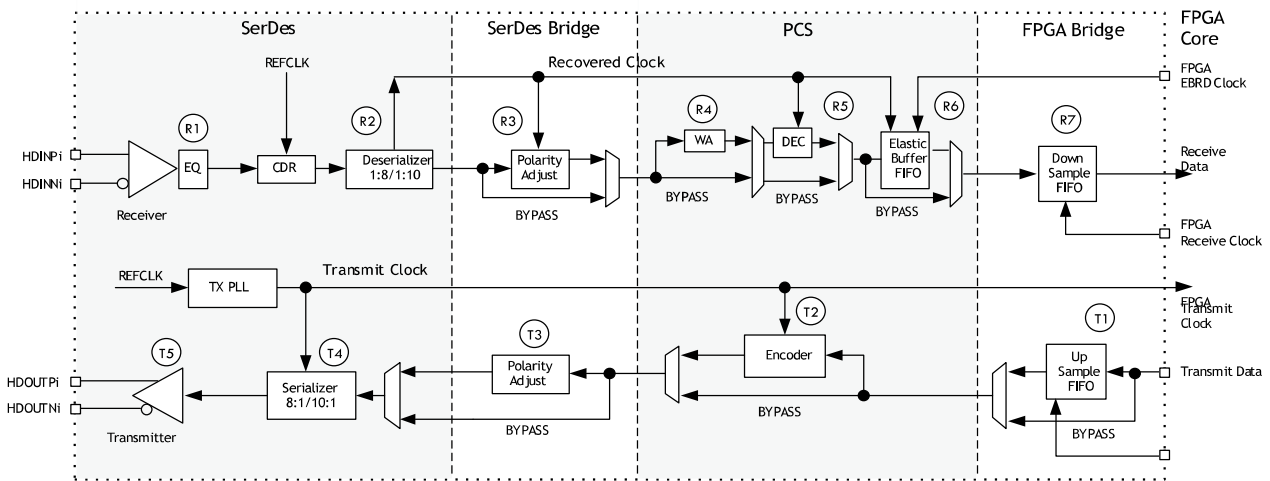 SerDes
SerDes Bridge
PCS
FPGA Bridge
FPGA
Core
REFCLK
Recovered Clock
FPGA
EBRD Clock
R1
R2
R3
R4
R5
R6
R7
HDINPi
HDINNi
EQ
CDR
Deserializer
1:8/1:10
Polarity
Adjust
WA
DEC
Elastic
Buffer
FIFO
Down
Sample
FIFO
Receive
Data
Receiver
BYPASS
BYPASS
BYPASS
BYPASS
FPGA
Receive Clock
REFCLK
TX PLL
Transmit Clock
FPGA
Transmit
Clock
T5
T4
T3
T2
T1
HDOUTPi
HDOUTNi
Serializer
8:1/10:1
Polarity
Adjust
Encoder
Up
Sample
FIFO
Transmit Data
Transmitter
BYPASS
BYPASS
BYPASS